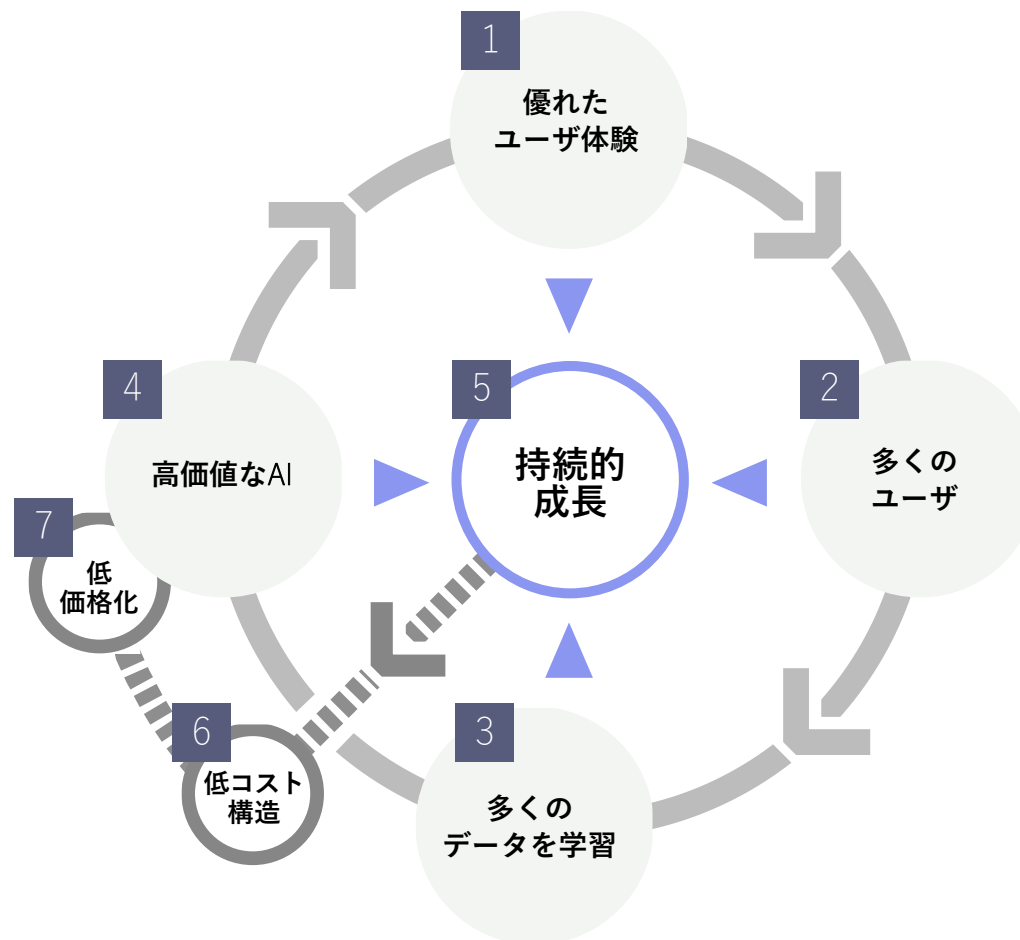 1
優れた
ユーザ体験
2
多くの
ユーザ
3
多くの
データを学習
4
高価値なAI
5
持続的
成長
6
低コスト
構造
7
低
価格化